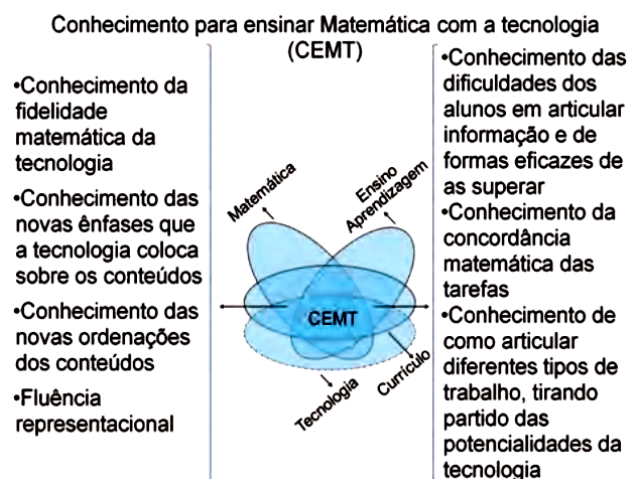 Conhecimento para ensinar Matemática com a tecnologia
(CEMT)
•Conhecimento da
fidelidade
matemática da
tecnologia
•Conhecimento das
novas ênfases que
a tecnologia coloca
sobre os conteúdos
•Conhecimento das
novas ordenações
dos conteúdos
•Fluência
representacional
Matemática
Ensino
Aprendizagem
CEMT
Tecnologia
Currículo
•Conhecimento das
dificuldades dos
alunos em articular
informação e de
formas eficazes de
as superar
•Conhecimento da
concordância
matemática das
tarefas
•Conhecimento de
como articular
diferentes tipos de
trabalho, tirando
partido das
potencialidades da
tecnologia